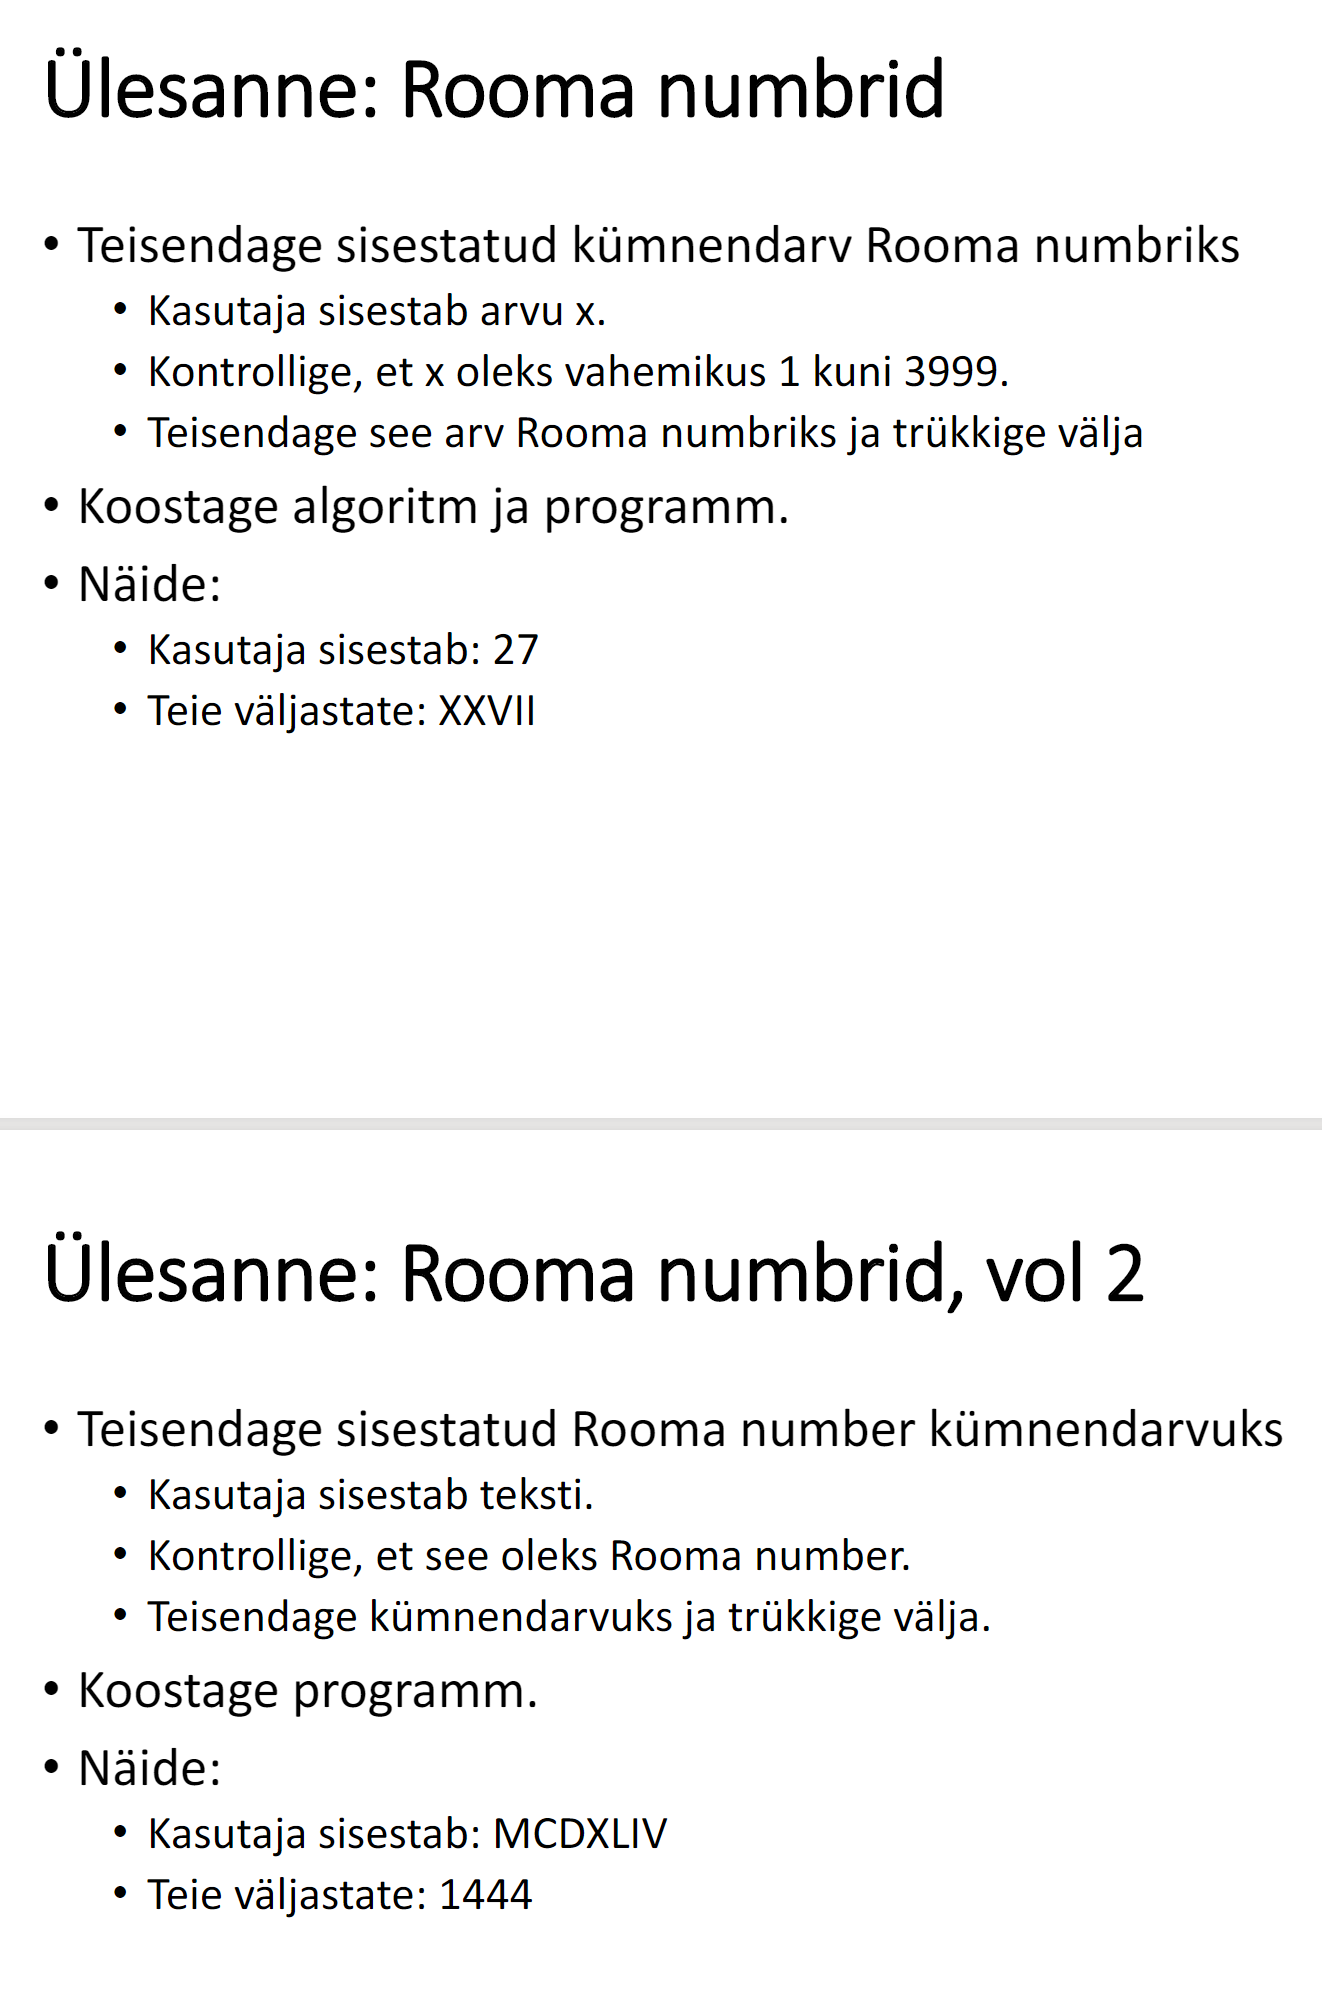 Ülesanne: Rooma numbrid
• Teisendage sisestatud kümnendarv Rooma numbriks
• Kasutaja sisestab arvu x.
• Kontrollige, et x oleks vahemikus 1 kuni 3999.
• Teisendage see arv Rooma numbriks ja trükkige välja
• Koostage algoritm ja programm.
• Näide:
• Kasutaja sisestab: 27
• Teie väljastate: XXVII
Ülesanne: Rooma numbrid, vol 2
• Teisendage sisestatud Rooma number kümnendarvuks
• Kasutaja sisestab teksti.
• Kontrollige, et see oleks Rooma number.
• Teisendage kümnendarvuks ja trükkige välja.
• Koostage programm.
• Näide:
• Kasutaja sisestab: MCDXLIV
• Teie väljastate: 1444